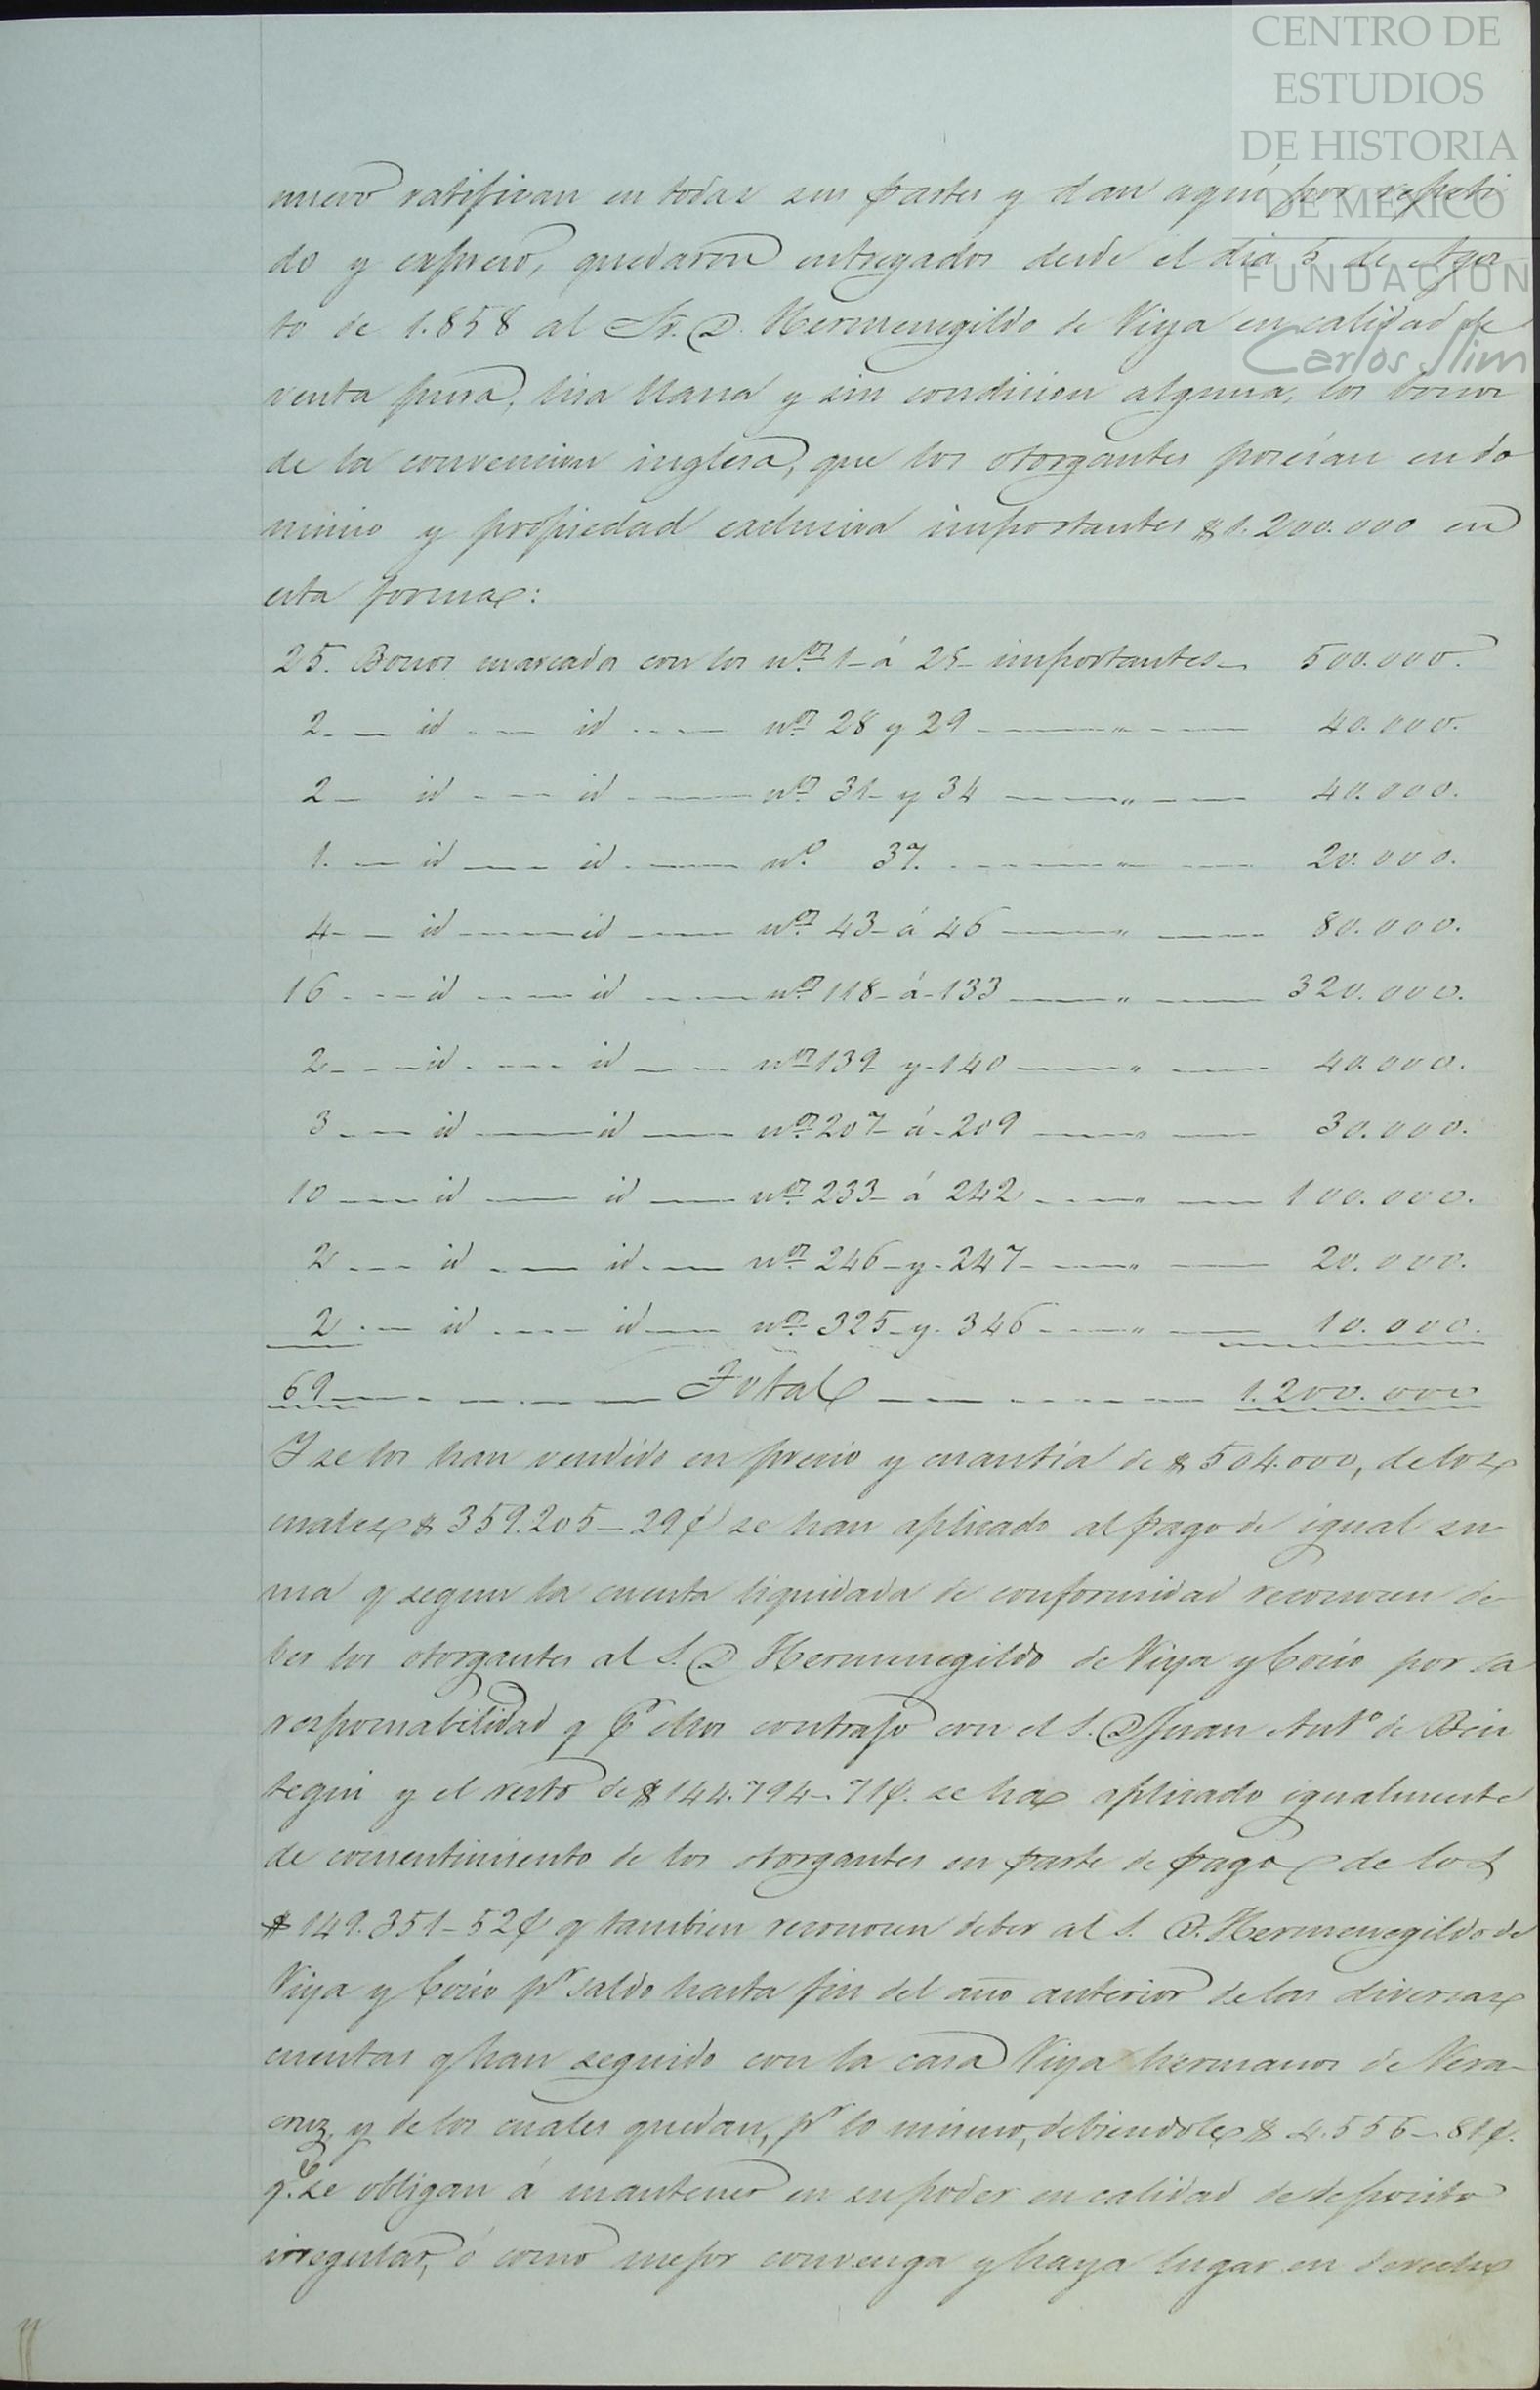 CENTRO DE
ESTUDIOS
DE HISTORIA
DE MÉXICO
FUNDACIÓN
Carlos Slim
nuevo ratifican en todas sus partes y dan aquí por repeti
do y expreso, quedaron entregados desde el dia 5 de Agos
to de 1.858 al Sr. D. Hermenegildo de Viya en calidad de
venta pura, lisa llana y sin condicion alguna, los bonos
de la convencion inglesa, que los otorgantes poseían en do
minio y propiedad exclusiva importantes $1.200.000 en
esta forma:
25. Bonos marcados con los nos. 1 á 25 importantes 500.000.
2 id id nos. 28 y 29 " 40.000.
2 id id nos. 31 y 34 " 40.000.
1. id id no. 37. " 20.000.
4 id id nos. 43 á 46 " 80.000.
16 id id nos. 118 á 133 " 320.000.
2 id id nos. 139 y 140 " 40.000.
3 id id nos. 207 á 209 " 30.000.
10 id id nos. 233 á 242 " 100.000.
2 id id nos. 246 y 247 " 20.000.
2 id id nos. 325 y 346 " 10.000.
69 Total 1.200.000
Y se los han vendido en precio y cuantía de $504.000, de los
cuales $359.205-29¢ se han aplicado al pago de igual su
ma q segun la cuenta liquidada de conformidad reconocen de
ber los otorgantes al S. D. Hermenegildo de Viya y Cosío por la
responsabilidad q pr. ellos contrajo con el S. D. Juan Anto. de Béis
tegui y el resto de $144.794-71¢. se ha aplicado igualmente
de consentimiento de los otorgantes en parte de pago de los
$149.351-52¢ q tambien reconocen deber al S. D. Hermenegildo de
Viya y Cosío pr saldo hasta fin del año anterior de las diversas
cuentas q han seguido con la casa Viya hermanos de Vera-
cruz, y de los cuales quedan, pr lo mismo, debiendole $4.556-81¢.
qe. se obligan á mantener en su poder en calidad de deposito
irregular, ó como mejor convenga y haya lugar en derecho